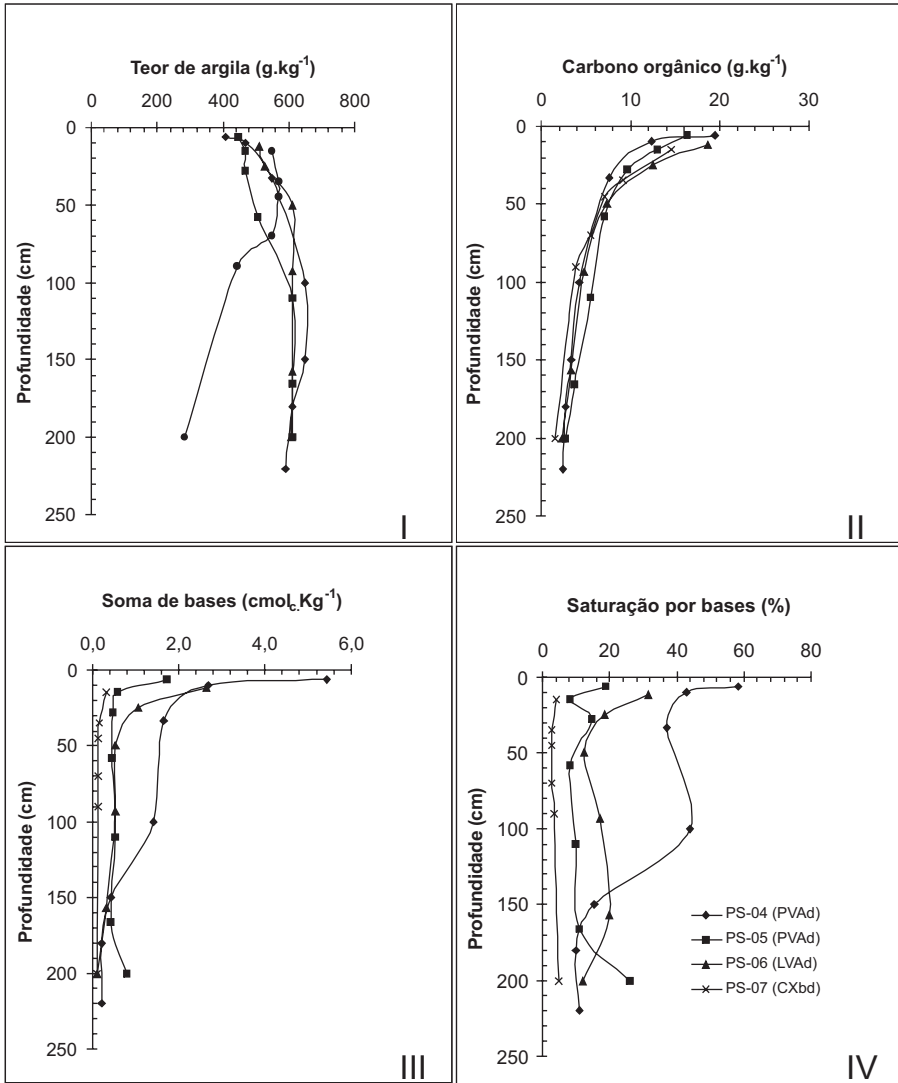 Teor de argila (g.kg⁻¹)
0 200 400 600 800
0
50
100
150
200
250
Profundidade (cm)
I
Carbono orgânico (g.kg⁻¹)
0 10 20 30
0
50
100
150
200
250
Profundidade (cm)
II
Soma de bases (cmolc.Kg⁻¹)
0,0 2,0 4,0 6,0
0
50
100
150
200
250
Profundidade (cm)
III
Saturação por bases (%)
0 20 40 60 80
0
50
100
150
200
250
Profundidade (cm)
PS-04 (PVAd)
PS-05 (PVAd)
PS-06 (LVAd)
PS-07 (CXbd)
IV